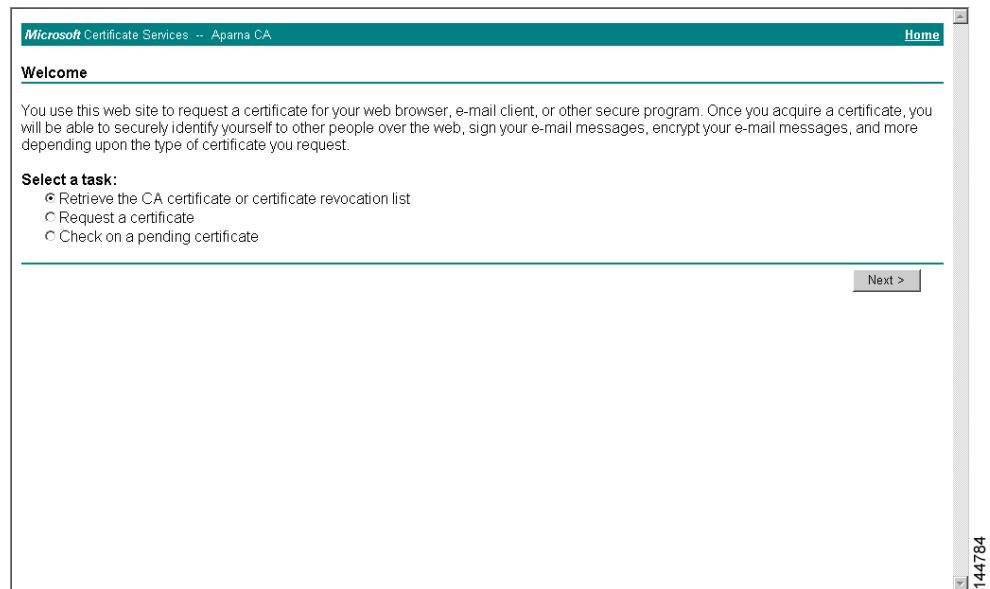 Microsoft Certificate Services -- Aparna CA Home
Welcome
You use this web site to request a certificate for your web browser, e-mail client, or other secure program. Once you acquire a certificate, you
will be able to securely identify yourself to other people over the web, sign your e-mail messages, encrypt your e-mail messages, and more
depending upon the type of certificate you request.
Select a task:
Retrieve the CA certificate or certificate revocation list
Request a certificate
Check on a pending certificate
Next >
144784